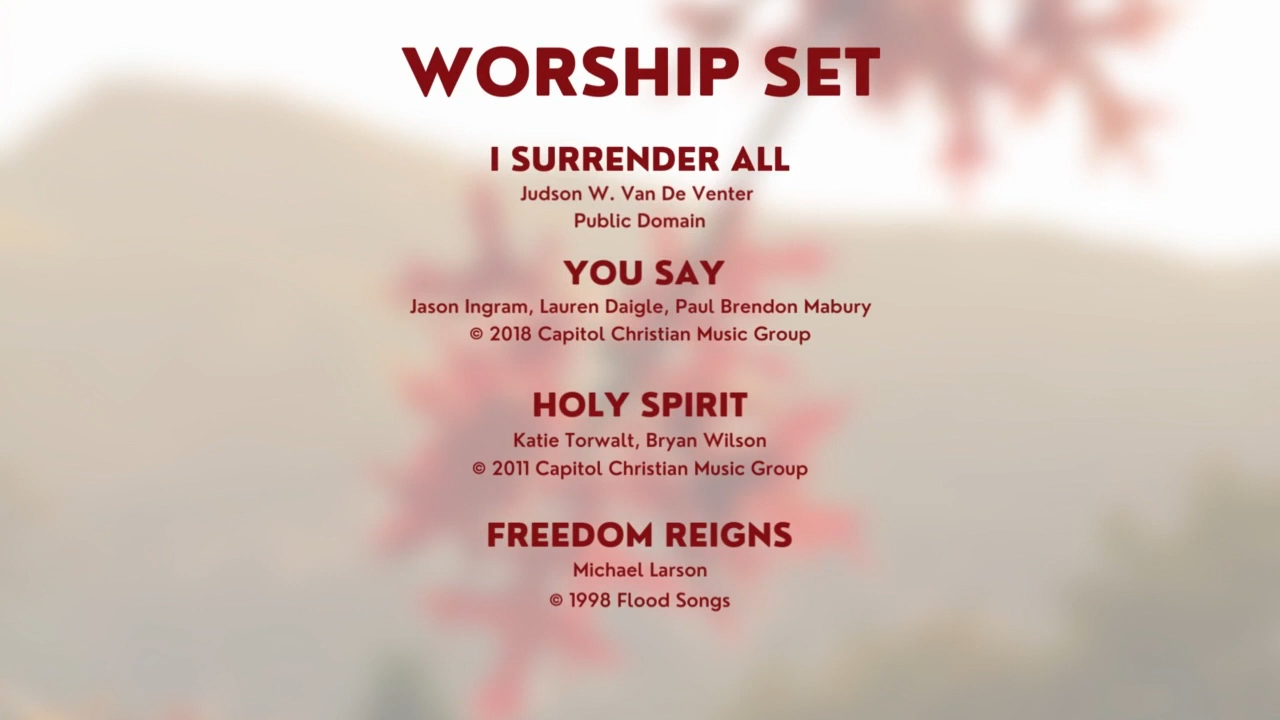 WORSHIP SET
I SURRENDER ALL
Judson W. Van De Venter
Public Domain
YOU SAY
Jason Ingram, Lauren Daigle, Paul Brendon Mabury
© 2018 Capitol Christian Music Group
HOLY SPIRIT
Katie Torwalt, Bryan Wilson
© 2011 Capitol Christian Music Group
FREEDOM REIGNS
Michael Larson
© 1998 Flood Songs